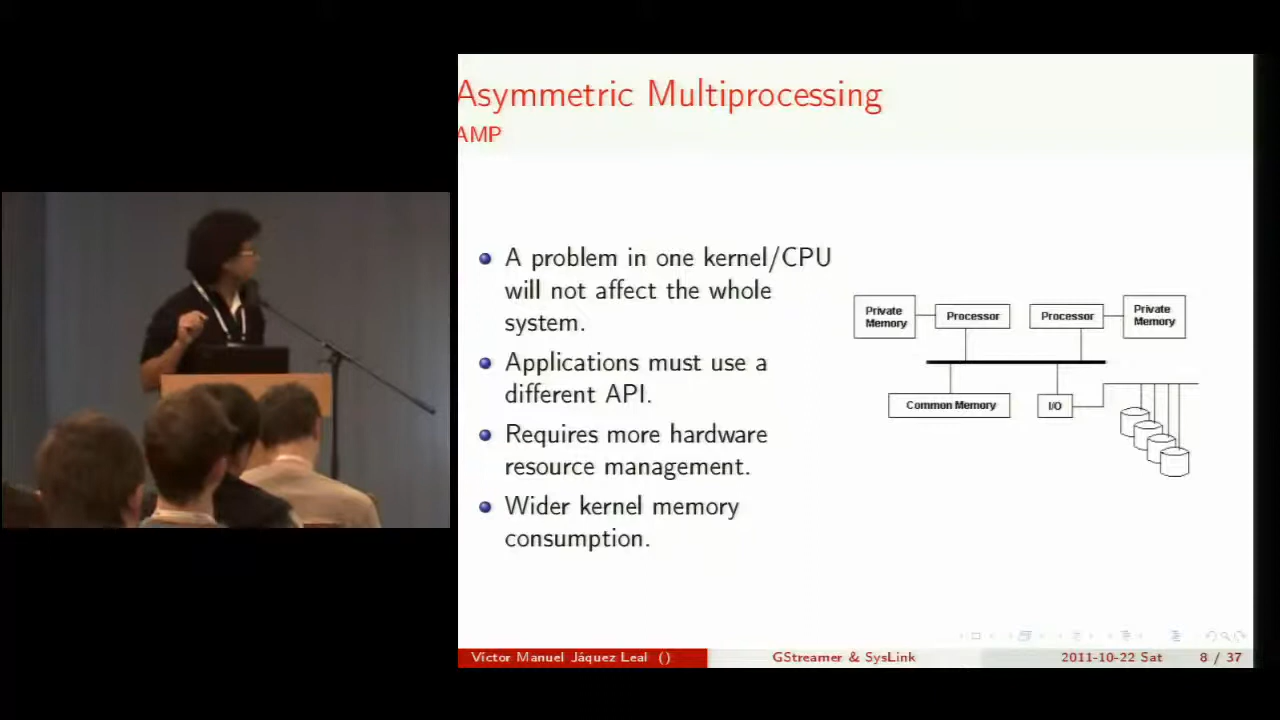 Asymmetric Multiprocessing
AMP
A problem in one kernel/CPU
will not affect the whole
system.
Applications must use a
different API.
Requires more hardware
resource management.
Wider kernel memory
consumption.
Private
Memory
Processor
Processor
Private
Memory
Common Memory
I/O
Víctor Manuel Jáquez Leal ()
GStreamer & SysLink
2011-10-22 Sat
8 / 37